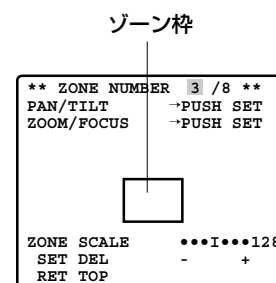 ゾーン枠
** ZONE NUMBER 3 /8 **
PAN/TILT →PUSH SET
ZOOM/FOCUS →PUSH SET
ZONE SCALE ●●●I●●●128
SET DEL - +
RET TOP